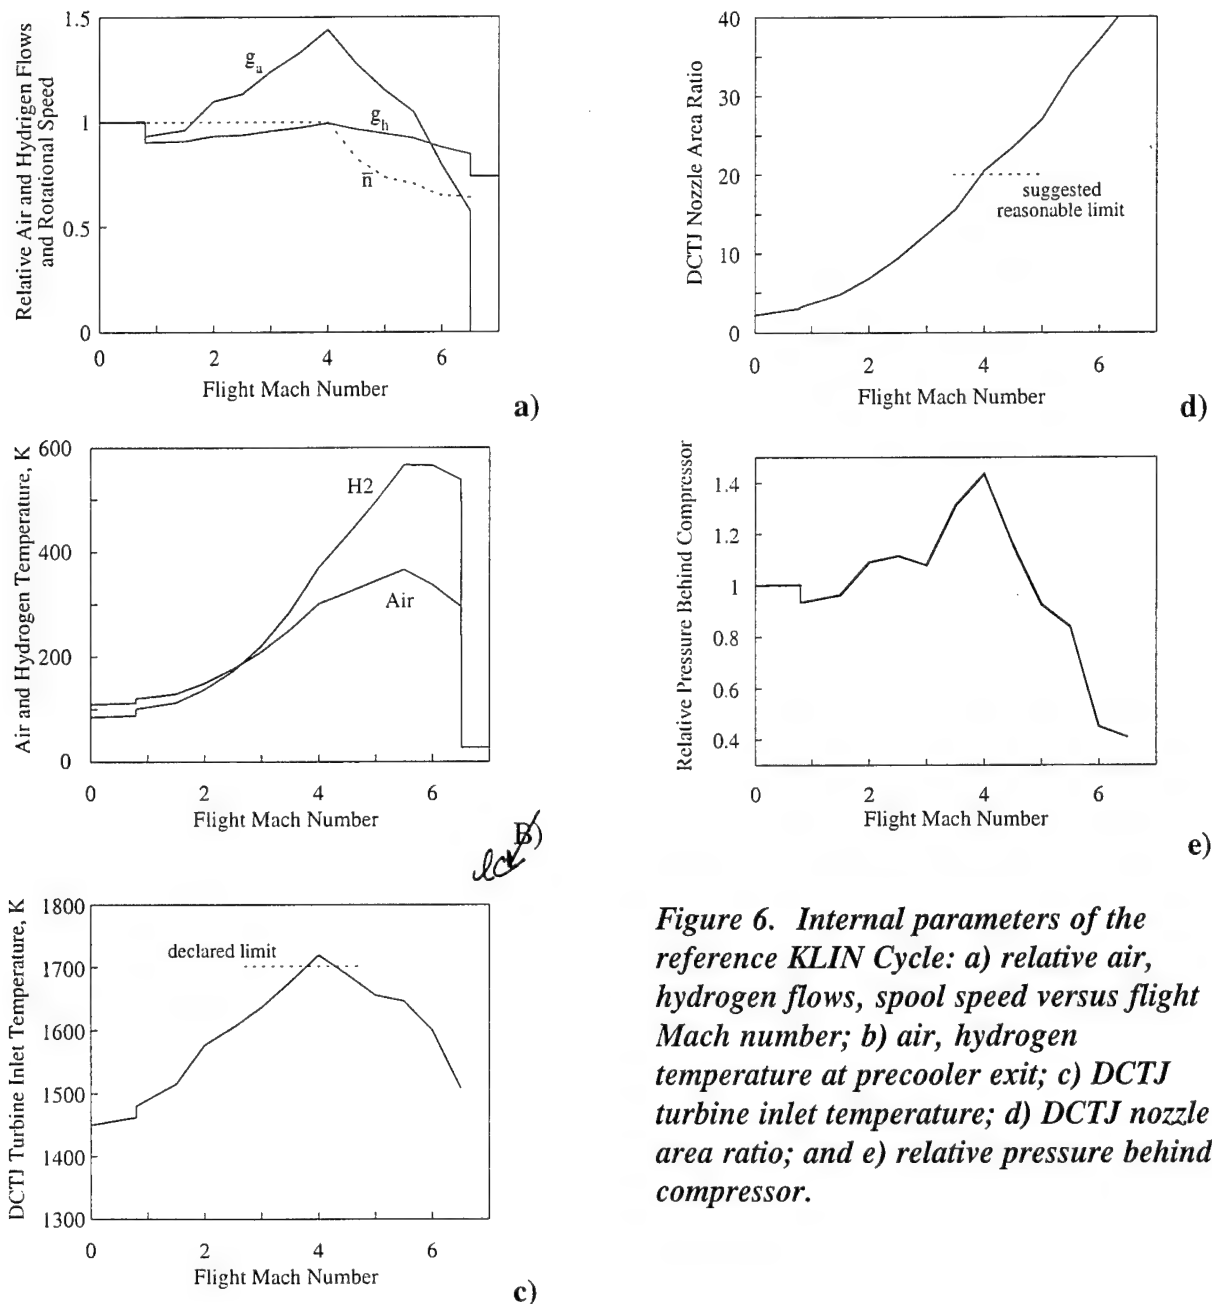 Relative Air and Hydrigen Flows
and Rotational Speed
1.5
1
0.5
0
g_a
g_h
n̅
0 2 4 6
Flight Mach Number
a)
DCTJ Nozzle Area Ratio
40
30
20
10
0
suggested
reasonable limit
0 2 4 6
Flight Mach Number
d)
Air and Hydrogen Temperature, K
600
400
200
0
H2
Air
0 2 4 6
Flight Mach Number
B)
Relative Pressure Behind Compressor
1.4
1.2
1
0.8
0.6
0.4
0 2 4 6
Flight Mach Number
e)
DCTJ Turbine Inlet Temperature, K
1800
1700
1600
1500
1400
1300
declared limit
0 2 4 6
Flight Mach Number
c)
Figure 6. Internal parameters of the
reference KLIN Cycle: a) relative air,
hydrogen flows, spool speed versus flight
Mach number; b) air, hydrogen
temperature at precooler exit; c) DCTJ
turbine inlet temperature; d) DCTJ nozzle
area ratio; and e) relative pressure behind
compressor.